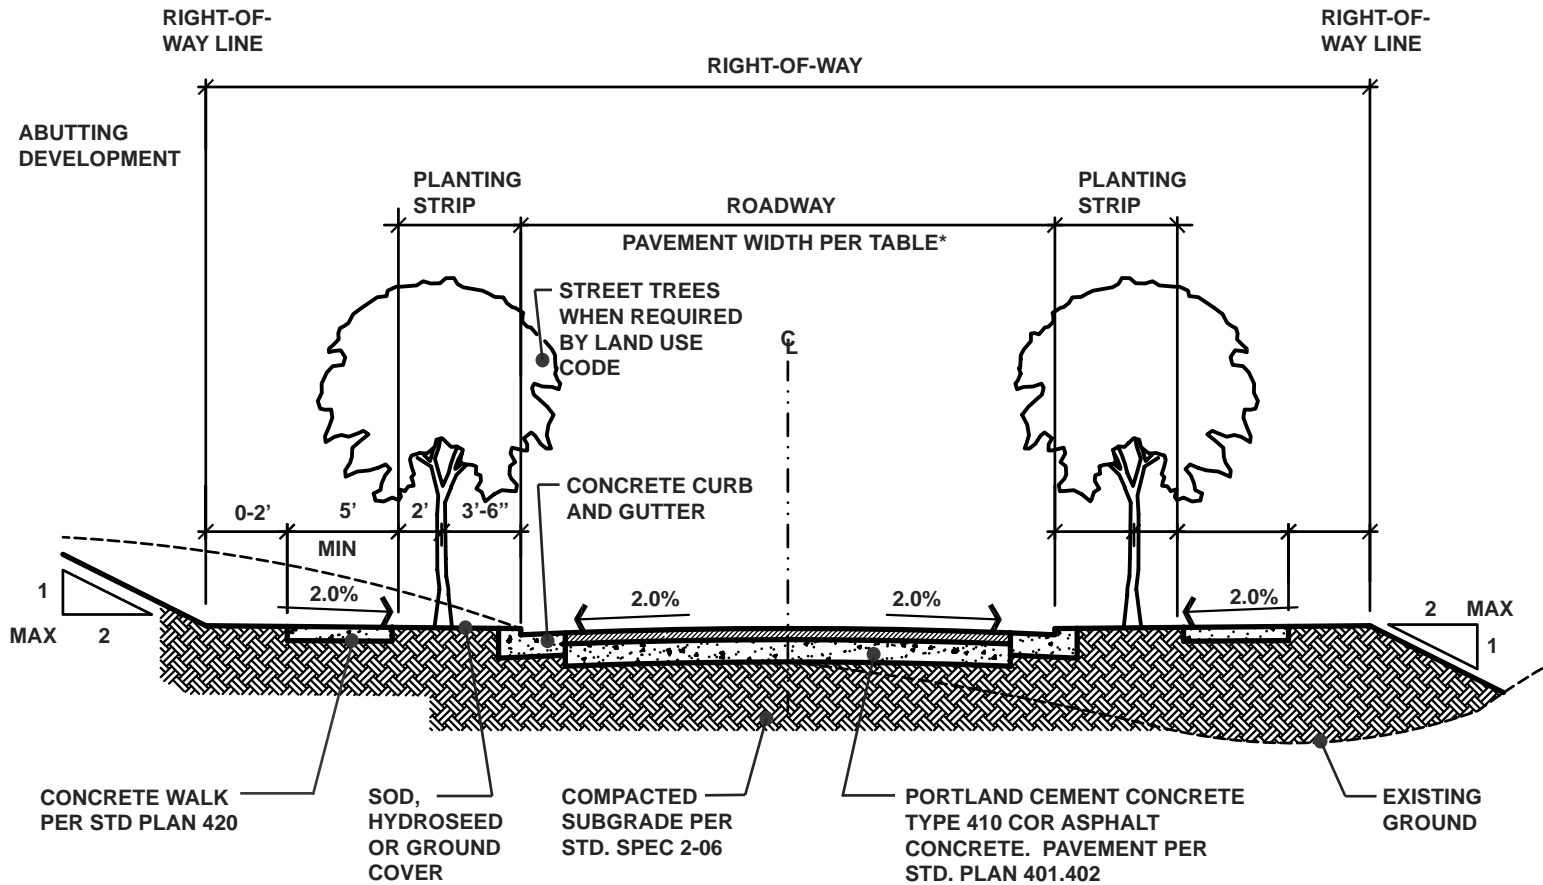 RIGHT-OF-
WAY LINE
RIGHT-OF-
WAY LINE
RIGHT-OF-WAY
ABUTTING
DEVELOPMENT
PLANTING
STRIP
ROADWAY
PLANTING
STRIP
PAVEMENT WIDTH PER TABLE*
STREET TREES
WHEN REQUIRED
BY LAND USE
CODE
CL
CONCRETE CURB
AND GUTTER
0-2’
5’
2’
3’-6”
MIN
1
MAX
2
2.0%
2.0%
2.0%
2.0%
2
MAX
1
CONCRETE WALK
PER STD PLAN 420
SOD,
HYDROSEED
OR GROUND
COVER
COMPACTED
SUBGRADE PER
STD. SPEC 2-06
PORTLAND CEMENT CONCRETE
TYPE 410 COR ASPHALT
CONCRETE. PAVEMENT PER
STD. PLAN 401,402
EXISTING
GROUND